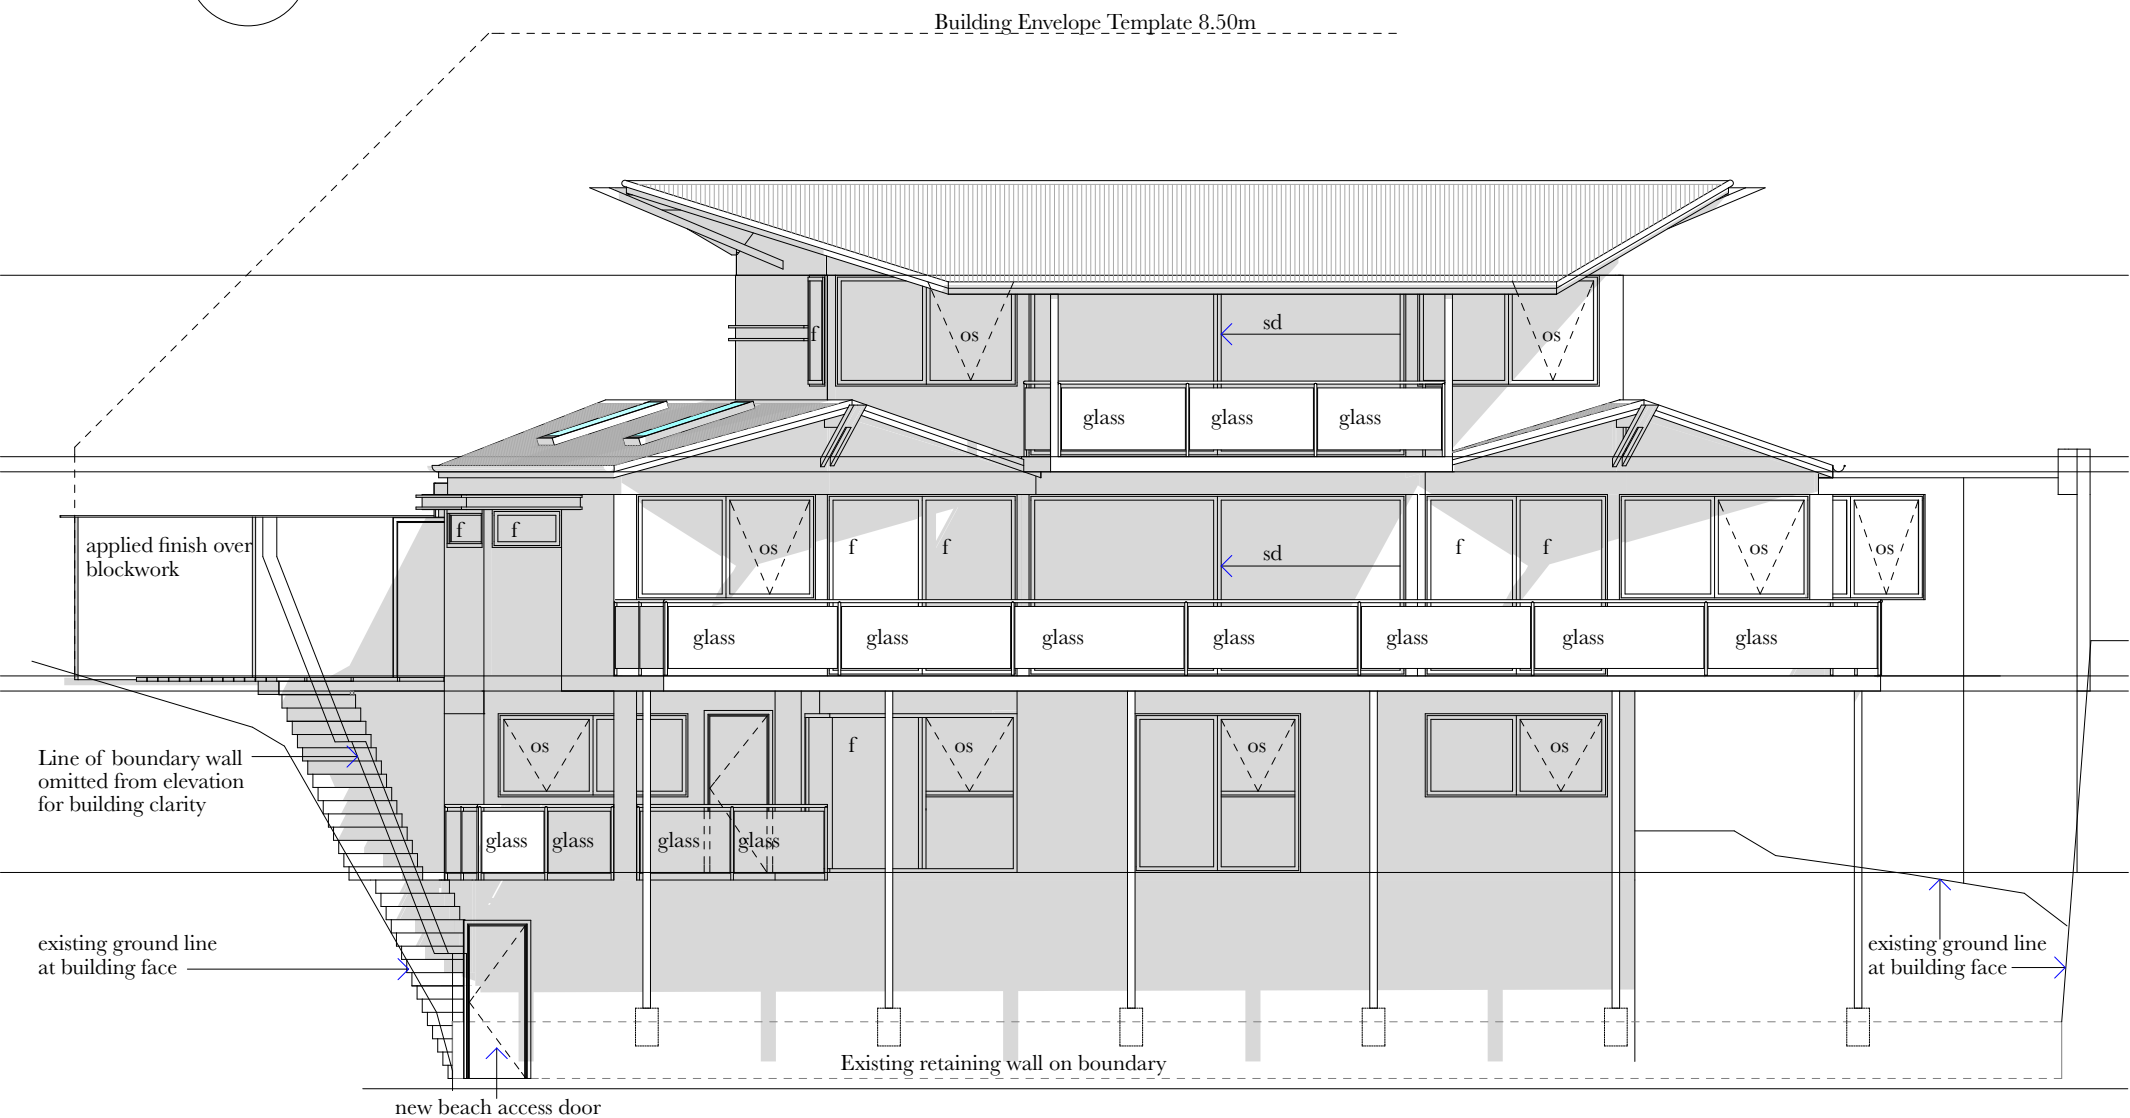 Building Envelope Template 8.50m
f
os
sd
os
glass
glass
glass
f
f
applied finish over
blockwork
os
f
f
sd
f
f
os
os
glass
glass
glass
glass
glass
glass
glass
os
f
os
os
os
Line of boundary wall
omitted from elevation
for building clarity
glass
glass
glass
glass
existing ground line
at building face
existing ground line
at building face
Existing retaining wall on boundary
new beach access door